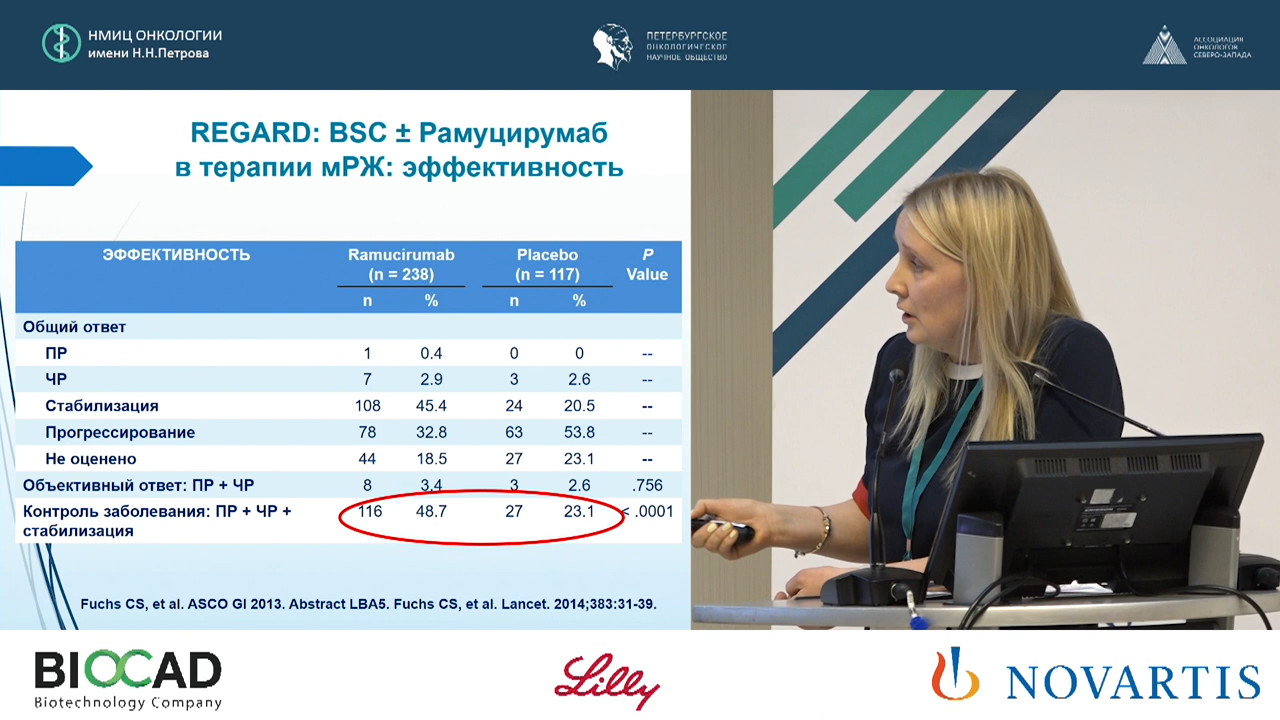 НМИЦ ОНКОЛОГИИ
имени Н.Н.Петрова
ПЕТЕРБУРГСКОЕ
ОНКОЛОГИЧЕСКОЕ
НАУЧНОЕ ОБЩЕСТВО
АССОЦИАЦИЯ
ОНКОЛОГОВ
СЕВЕРО-ЗАПАДА
REGARD: BSC ± Рамуцирумаб
в терапии мРЖ: эффективность
ЭФФЕКТИВНОСТЬ Ramucirumab Placebo P
(n = 238) (n = 117) Value
n % n %
Общий ответ
ПР 1 0.4 0 0 --
ЧР 7 2.9 3 2.6 --
Стабилизация 108 45.4 24 20.5 --
Прогрессирование 78 32.8 63 53.8 --
Не оценено 44 18.5 27 23.1 --
Объективный ответ: ПР + ЧР 8 3.4 3 2.6 .756
Контроль заболевания: ПР + ЧР + 116 48.7 27 23.1 < .0001
стабилизация
Fuchs CS, et al. ASCO GI 2013. Abstract LBA5. Fuchs CS, et al. Lancet. 2014;383:31-39.
BIOCAD
Biotechnology Company
Lilly
NOVARTIS